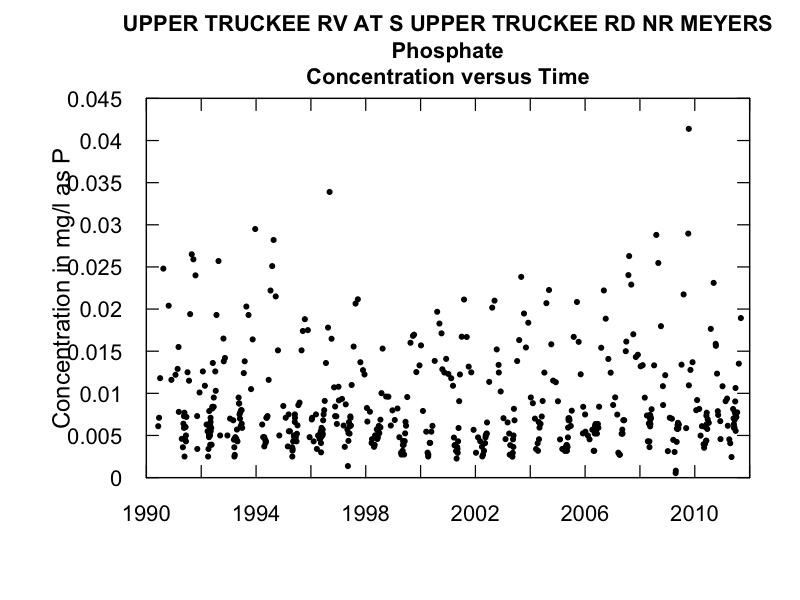 UPPER TRUCKEE RV AT S UPPER TRUCKEE RD NR MEYERS
Phosphate
Concentration versus Time
Concentration in mg/l as P
0.045
0.04
0.035
0.03
0.025
0.02
0.015
0.01
0.005
0
1990 1994 1998 2002 2006 2010